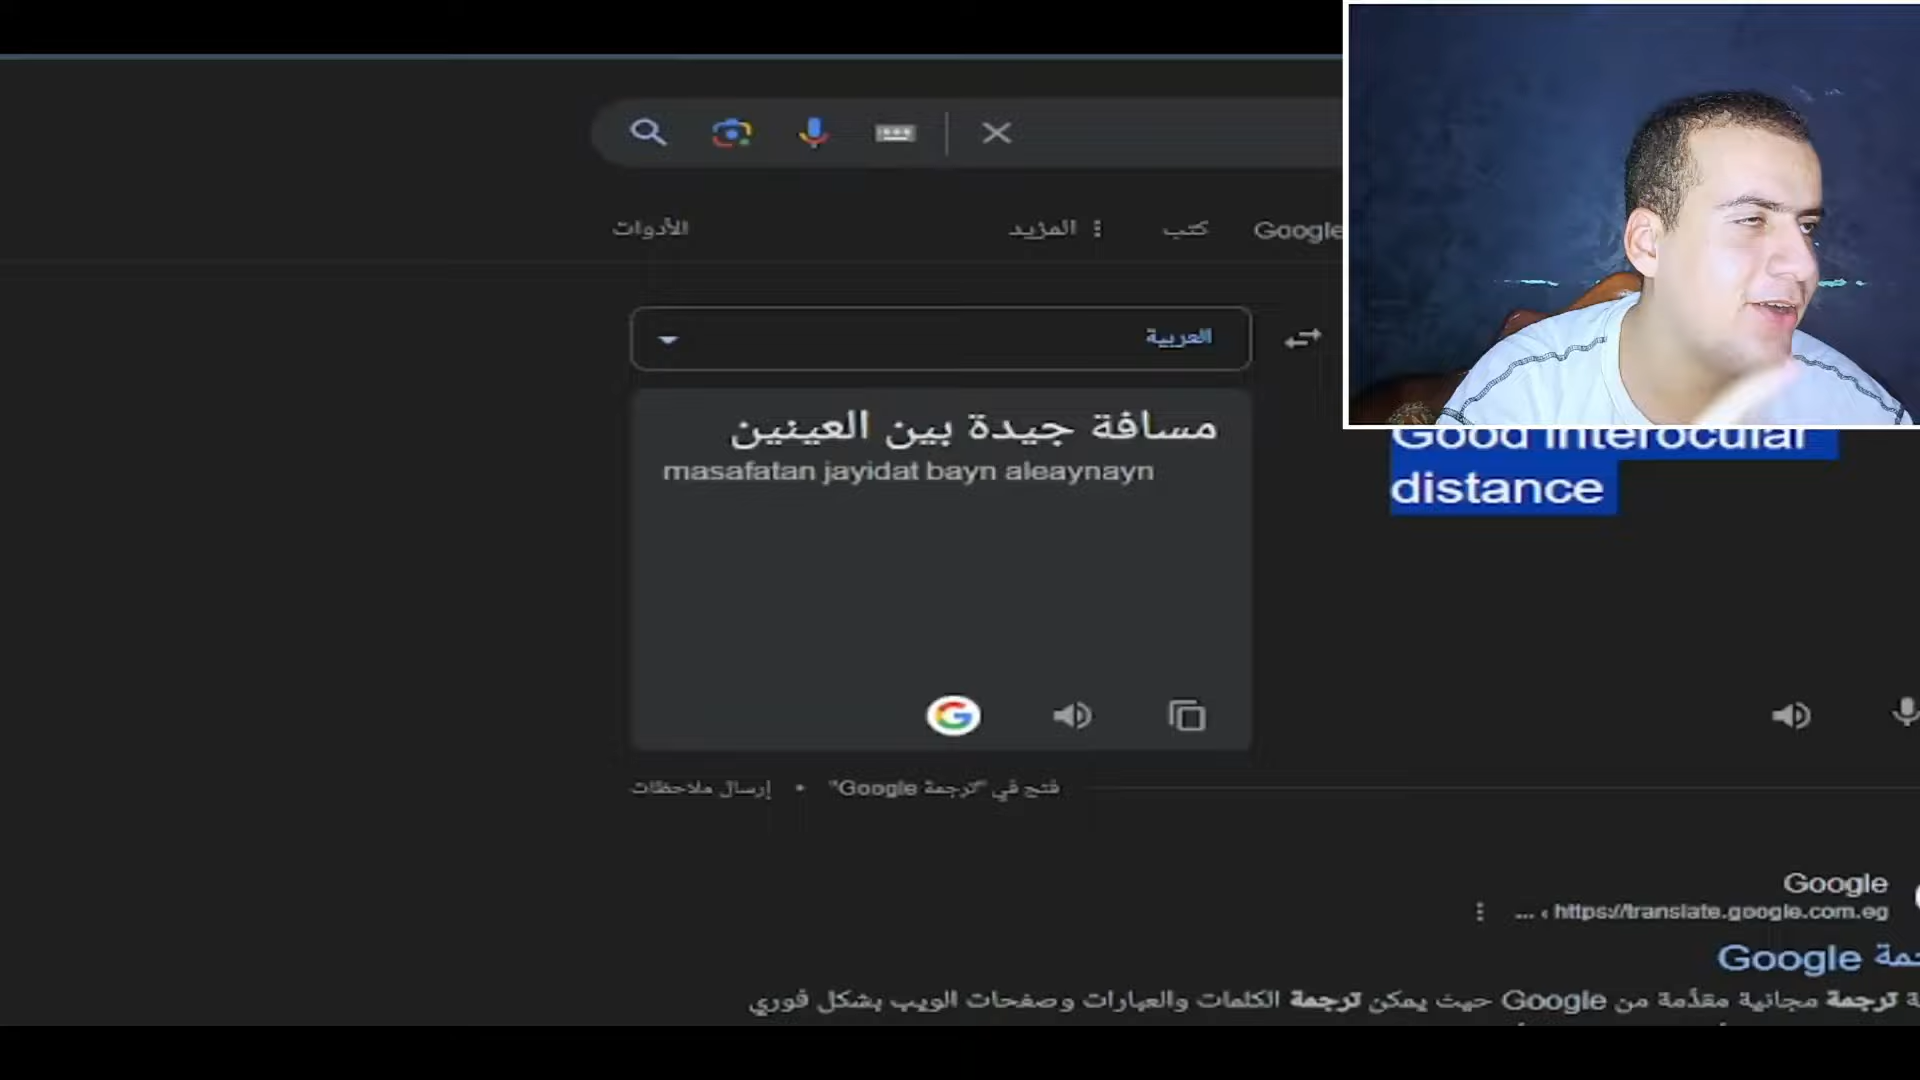 الأدوات
المزيد
كتب
Google
العربية
مسافة جيدة بين العينين
masafatan jayidat bayn aleaynayn
Good interocular
distance
فتح في "ترجمة Google" • إرسال ملاحظات
Google
https://translate.google.com.eg › ...
Google
ترجمة مجانية مقدّمة من Google حيث يمكن ترجمة الكلمات والعبارات وصفحات الويب بشكل فوري